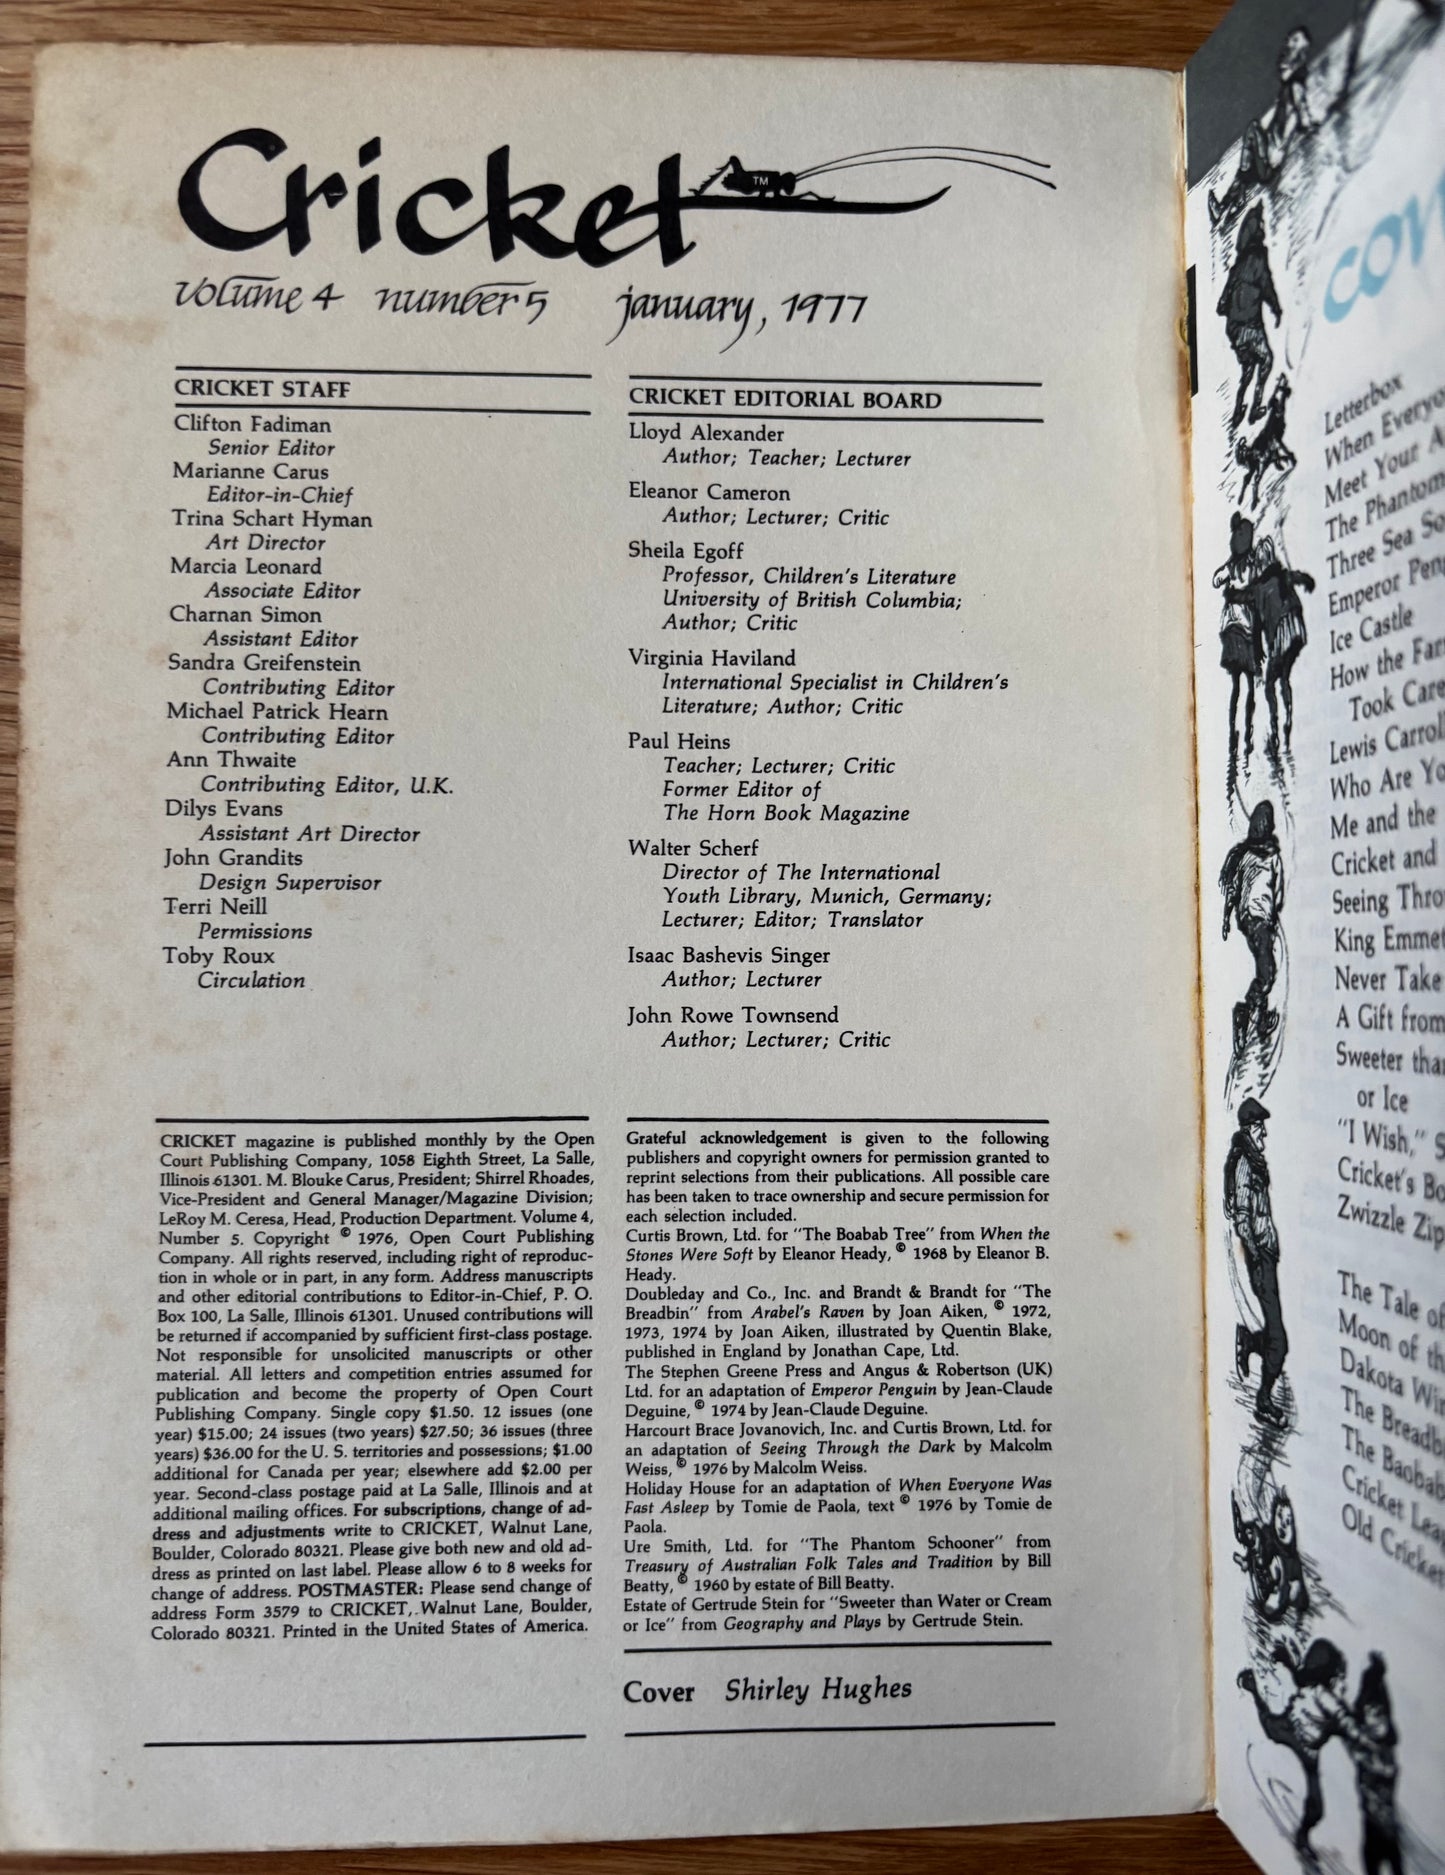 Cricket
TM
volume 4 number 5 january, 1977
CRICKET STAFF
Clifton Fadiman
Senior Editor
Marianne Carus
Editor-in-Chief
Trina Schart Hyman
Art Director
Marcia Leonard
Associate Editor
Charnan Simon
Assistant Editor
Sandra Greifenstein
Contributing Editor
Michael Patrick Hearn
Contributing Editor
Ann Thwaite
Contributing Editor, U.K.
Dilys Evans
Assistant Art Director
John Grandits
Design Supervisor
Terri Neill
Permissions
Toby Roux
Circulation
CRICKET EDITORIAL BOARD
Lloyd Alexander
Author; Teacher; Lecturer
Eleanor Cameron
Author; Lecturer; Critic
Sheila Egoff
Professor, Children's Literature
University of British Columbia;
Author; Critic
Virginia Haviland
International Specialist in Children's
Literature; Author; Critic
Paul Heins
Teacher; Lecturer; Critic
Former Editor of
The Horn Book Magazine
Walter Scherf
Director of The International
Youth Library, Munich, Germany;
Lecturer; Editor; Translator
Isaac Bashevis Singer
Author; Lecturer
John Rowe Townsend
Author; Lecturer; Critic
CRICKET magazine is published monthly by the Open
Court Publishing Company, 1058 Eighth Street, La Salle,
Illinois 61301. M. Blouke Carus, President; Shirrel Rhoades,
Vice-President and General Manager/Magazine Division;
LeRoy M. Ceresa, Head, Production Department. Volume 4,
Number 5. Copyright © 1976, Open Court Publishing
Company. All rights reserved, including right of reproduc-
tion in whole or in part, in any form. Address manuscripts
and other editorial contributions to Editor-in-Chief, P. O.
Box 100, La Salle, Illinois 61301. Unused contributions will
be returned if accompanied by sufficient first-class postage.
Not responsible for unsolicited manuscripts or other
material. All letters and competition entries assumed for
publication and become the property of Open Court
Publishing Company. Single copy $1.50. 12 issues (one
year) $15.00; 24 issues (two years) $27.50; 36 issues (three
years) $36.00 for the U. S. territories and possessions; $1.00
additional for Canada per year; elsewhere add $2.00 per
year. Second-class postage paid at La Salle, Illinois and at
additional mailing offices. For subscriptions, change of ad-
dress and adjustments write to CRICKET, Walnut Lane,
Boulder, Colorado 80321. Please give both new and old ad-
dress as printed on last label. Please allow 6 to 8 weeks for
change of address. POSTMASTER: Please send change of
address Form 3579 to CRICKET, Walnut Lane, Boulder,
Colorado 80321. Printed in the United States of America.
Grateful acknowledgement is given to the following
publishers and copyright owners for permission granted to
reprint selections from their publications. All possible care
has been taken to trace ownership and secure permission for
each selection included.
Curtis Brown, Ltd. for "The Boabab Tree" from When the
Stones Were Soft by Eleanor Heady, © 1968 by Eleanor B.
Heady.
Doubleday and Co., Inc. and Brandt & Brandt for "The
Breadbin" from Arabel's Raven by Joan Aiken, © 1972,
1973, 1974 by Joan Aiken, illustrated by Quentin Blake,
published in England by Jonathan Cape, Ltd.
The Stephen Greene Press and Angus & Robertson (UK)
Ltd. for an adaptation of Emperor Penguin by Jean-Claude
Deguine, © 1974 by Jean-Claude Deguine.
Harcourt Brace Jovanovich, Inc. and Curtis Brown, Ltd. for
an adaptation of Seeing Through the Dark by Malcolm
Weiss, © 1976 by Malcolm Weiss.
Holiday House for an adaptation of When Everyone Was
Fast Asleep by Tomie de Paola, text © 1976 by Tomie de
Paola.
Ure Smith, Ltd. for "The Phantom Schooner" from
Treasury of Australian Folk Tales and Tradition by Bill
Beatty, © 1960 by estate of Bill Beatty.
Estate of Gertrude Stein for "Sweeter than Water or Cream
or Ice" from Geography and Plays by Gertrude Stein.
Cover Shirley Hughes
Letterbox
When Everyo
Meet Your A
The Phantom
Three Sea So
Emperor Pen
Ice Castle
How the Far
Took Care
Lewis Carroll
Who Are Yo
Me and the
Cricket and
Seeing Thro
King Emmet
Never Take
A Gift from
Sweeter tha
or Ice
"I Wish," S
Cricket's Bo
Zwizzle Zip
The Tale of
Moon of th
Dakota Win
The Breadb
The Baobab
Cricket Leag
Old Cricket